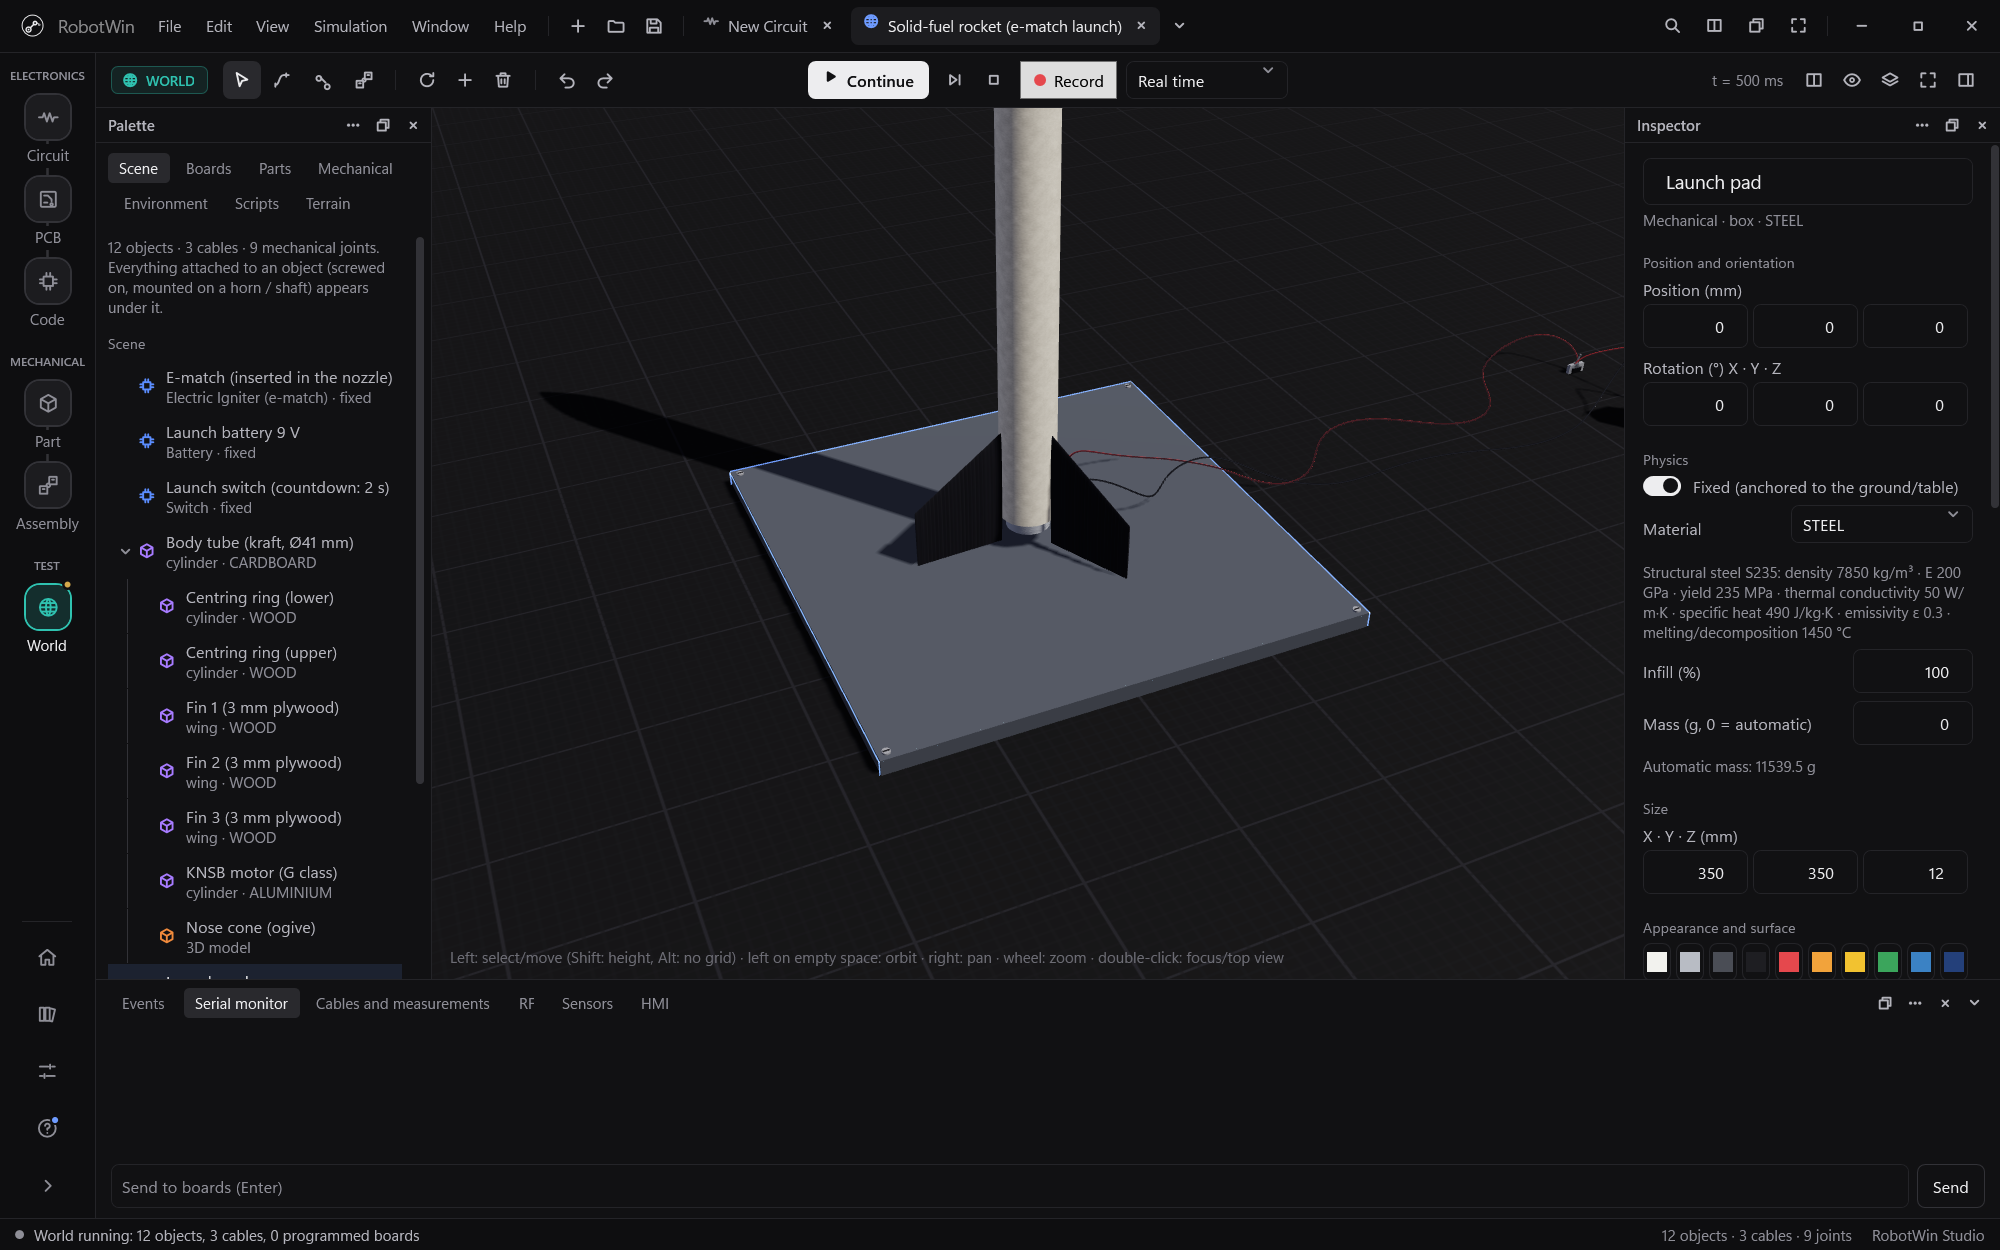 RobotWin File Edit View Simulation Window Help New Circuit Solid-fuel rocket (e-match launch)
ELECTRONICS
Circuit
PCB
Code
MECHANICAL
Part
Assembly
TEST
World
WORLD Continue Record Real time t = 500 ms
Palette
Scene Boards Parts Mechanical
Environment Scripts Terrain
12 objects · 3 cables · 9 mechanical joints.
Everything attached to an object (screwed
on, mounted on a horn / shaft) appears
under it.
Scene
E-match (inserted in the nozzle)
Electric Igniter (e-match) · fixed
Launch battery 9 V
Battery · fixed
Launch switch (countdown: 2 s)
Switch · fixed
Body tube (kraft, Ø41 mm)
cylinder · CARDBOARD
Centring ring (lower)
cylinder · WOOD
Centring ring (upper)
cylinder · WOOD
Fin 1 (3 mm plywood)
wing · WOOD
Fin 2 (3 mm plywood)
wing · WOOD
Fin 3 (3 mm plywood)
wing · WOOD
KNSB motor (G class)
cylinder · ALUMINIUM
Nose cone (ogive)
3D model
Left: select/move (Shift: height, Alt: no grid) · left on empty space: orbit · right: pan · wheel: zoom · double-click: focus/top view
Inspector
Launch pad
Mechanical · box · STEEL
Position and orientation
Position (mm)
0 0 0
Rotation (°) X · Y · Z
0 0 0
Physics
Fixed (anchored to the ground/table)
Material STEEL
Structural steel S235: density 7850 kg/m³ · E 200
GPa · yield 235 MPa · thermal conductivity 50 W/
m·K · specific heat 490 J/kg·K · emissivity ε 0.3 ·
melting/decomposition 1450 °C
Infill (%) 100
Mass (g, 0 = automatic) 0
Automatic mass: 11539.5 g
Size
X · Y · Z (mm)
350 350 12
Appearance and surface
Events Serial monitor Cables and measurements RF Sensors HMI
Send to boards (Enter) Send
World running: 12 objects, 3 cables, 0 programmed boards 12 objects · 3 cables · 9 joints RobotWin Studio